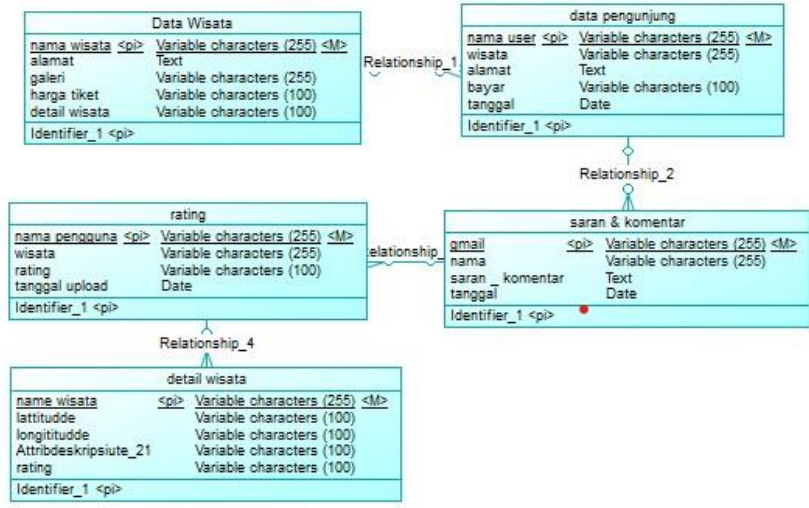 Data Wisata
nama wisata <pi> Variable characters (255) <M>
alamat Text
galeri Variable characters (255)
harga tiket Variable characters (100)
detail wisata Variable characters (100)
Identifier_1 <pi>
Relationship_1
data pengunjung
nama user <pi> Variable characters (255) <M>
wisata Variable characters (255)
alamat Text
bayar Variable characters (100)
tanggal Date
Identifier_1 <pi>
Relationship_2
rating
nama pengguna <pi> Variable characters (255) <M>
wisata Variable characters (255)
rating Variable characters (100)
tanggal upload Date
Identifier_1 <pi>
elationship_
saran & komentar
gmail <pi> Variable characters (255) <M>
nama Variable characters (255)
saran _ komentar Text
tanggal Date
Identifier_1 <pi>
Relationship_4
detail wisata
name wisata <pi> Variable characters (255) <M>
lattitudde Variable characters (100)
longititudde Variable characters (100)
Attribdeskripsiute_21 Variable characters (100)
rating Variable characters (100)
Identifier_1 <pi>